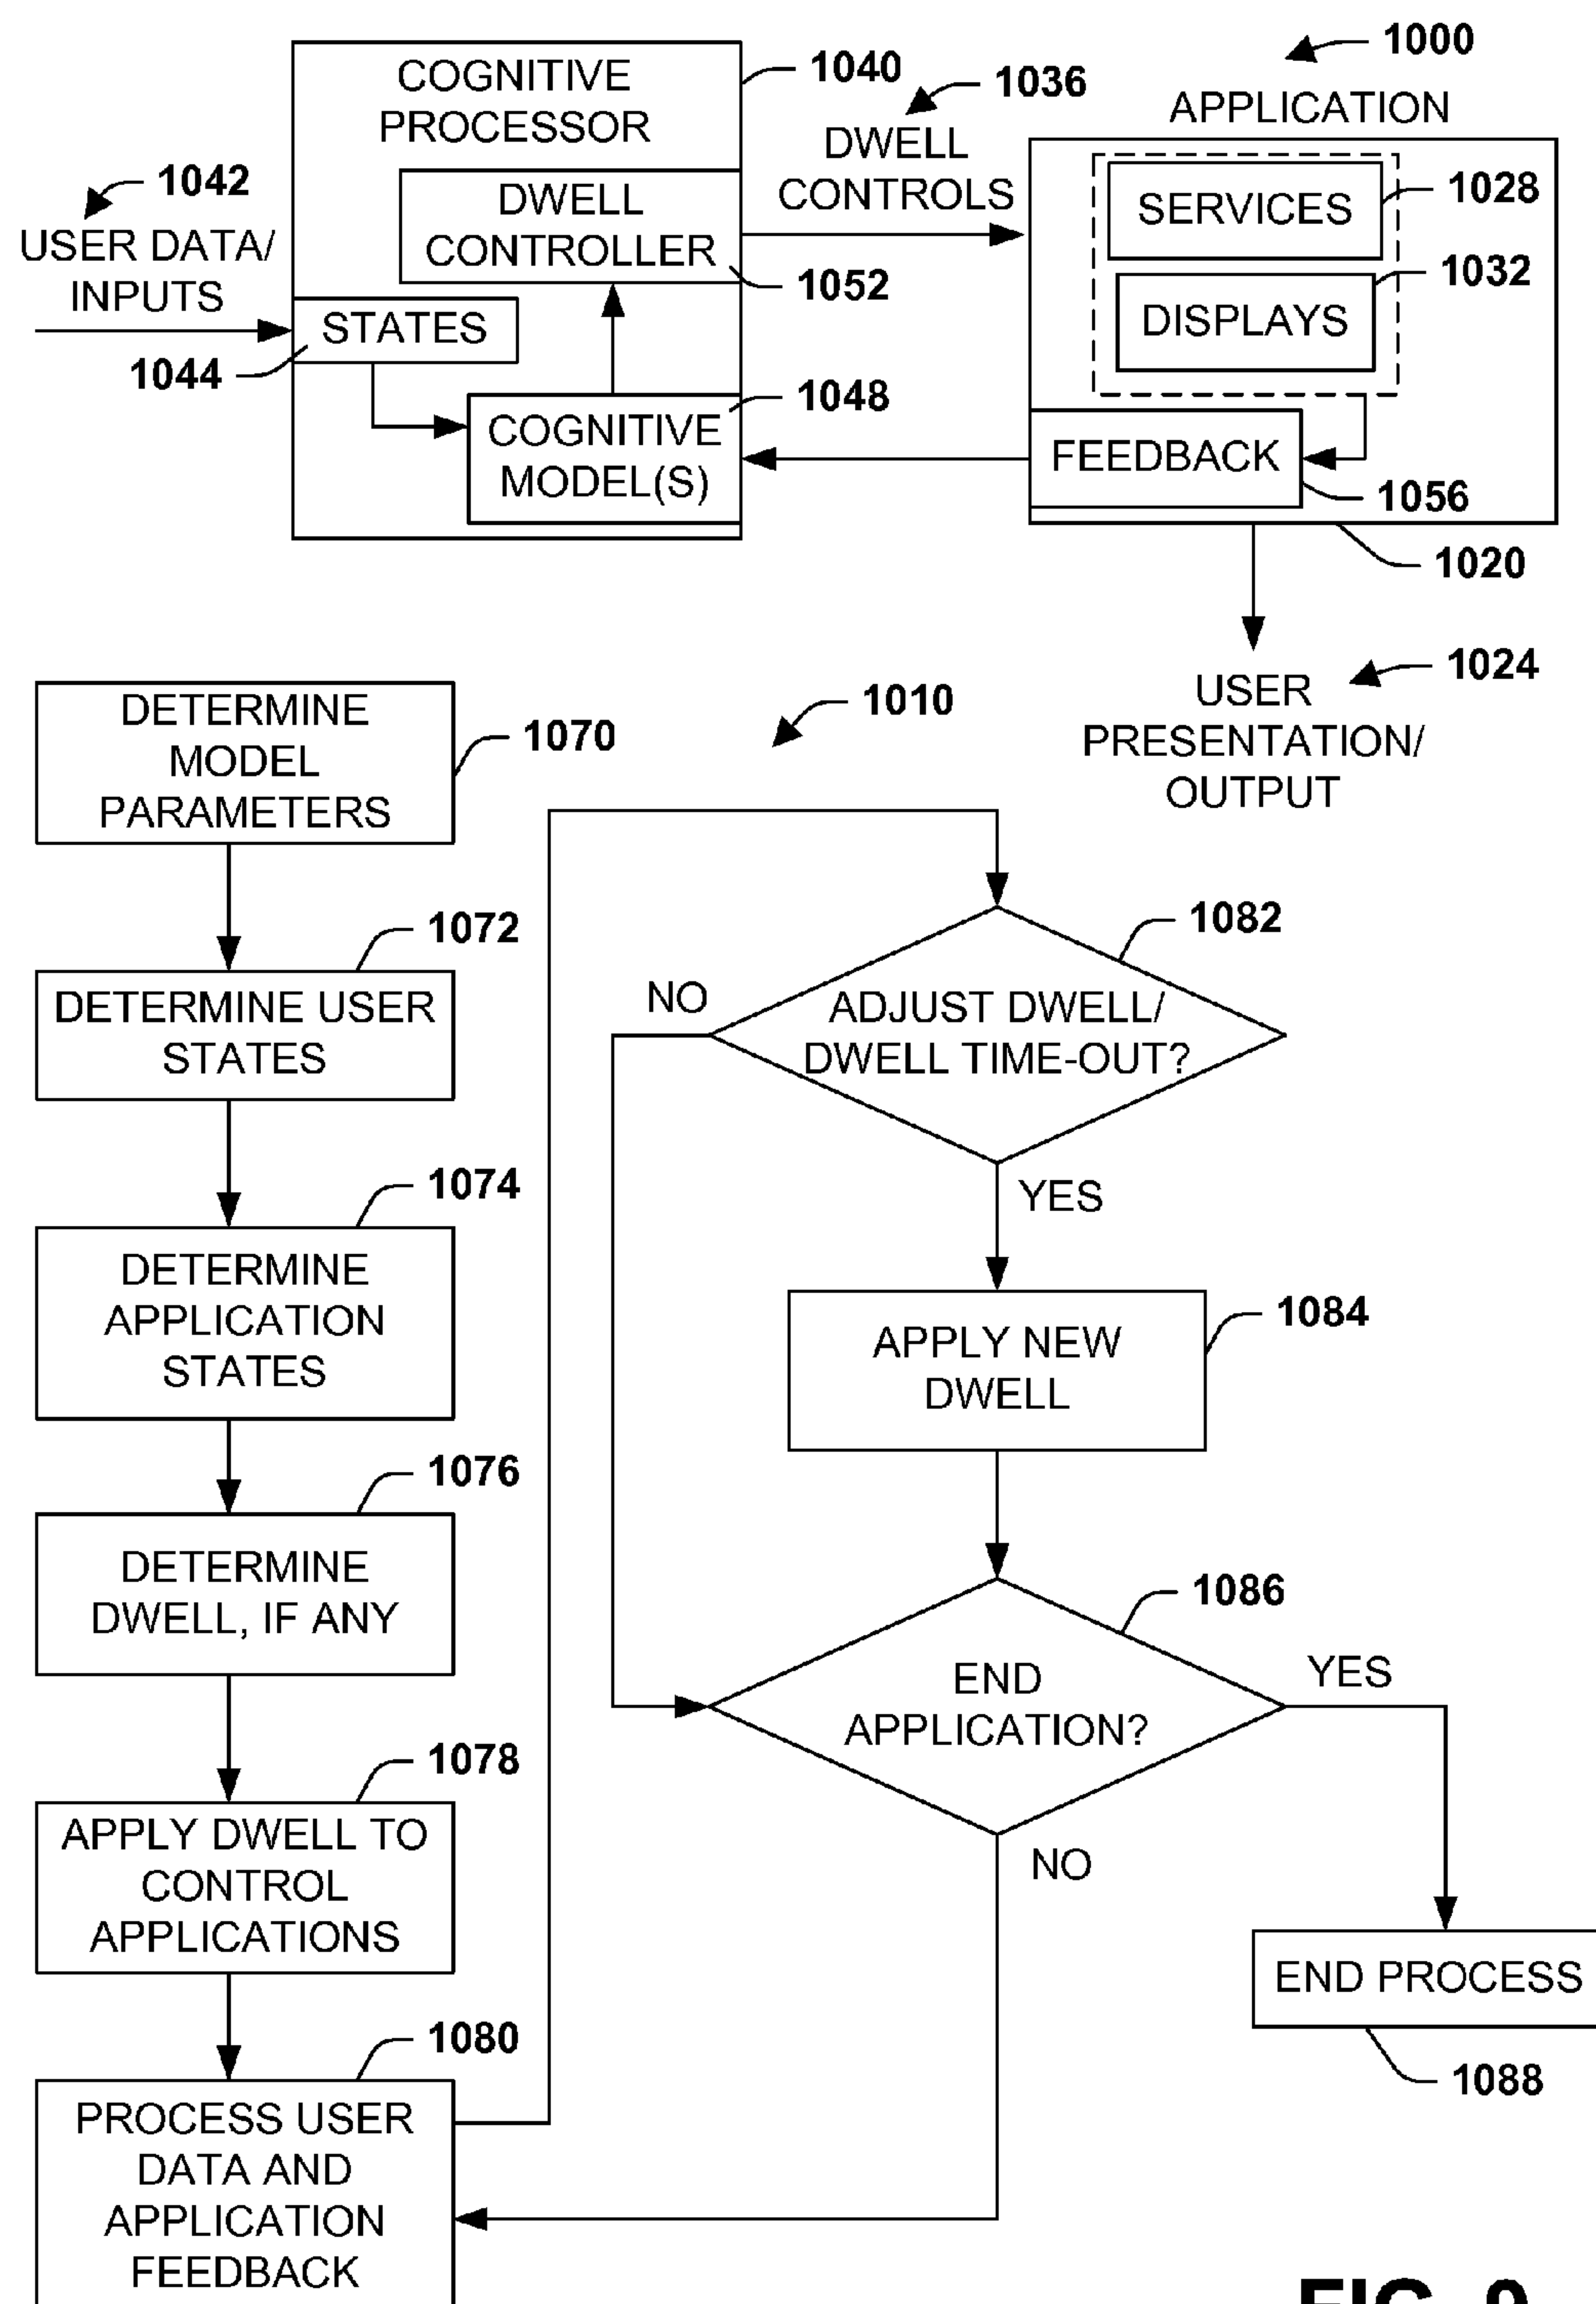 1000
COGNITIVE
PROCESSOR
1040
1036
APPLICATION
DWELL
CONTROLS
1042
USER DATA/
INPUTS
DWELL
CONTROLLER
1052
SERVICES
1028
1032
DISPLAYS
STATES
1044
1048
COGNITIVE
MODEL(S)
FEEDBACK
1056
1020
1024
USER
PRESENTATION/
OUTPUT
1010
DETERMINE
MODEL
PARAMETERS
1070
1072
DETERMINE USER
STATES
1074
DETERMINE
APPLICATION
STATES
1076
DETERMINE
DWELL, IF ANY
1078
APPLY DWELL TO
CONTROL
APPLICATIONS
1080
PROCESS USER
DATA AND
APPLICATION
FEEDBACK
1082
NO
ADJUST DWELL/
DWELL TIME-OUT?
YES
1084
APPLY NEW
DWELL
1086
END
APPLICATION?
YES
NO
END PROCESS
1088